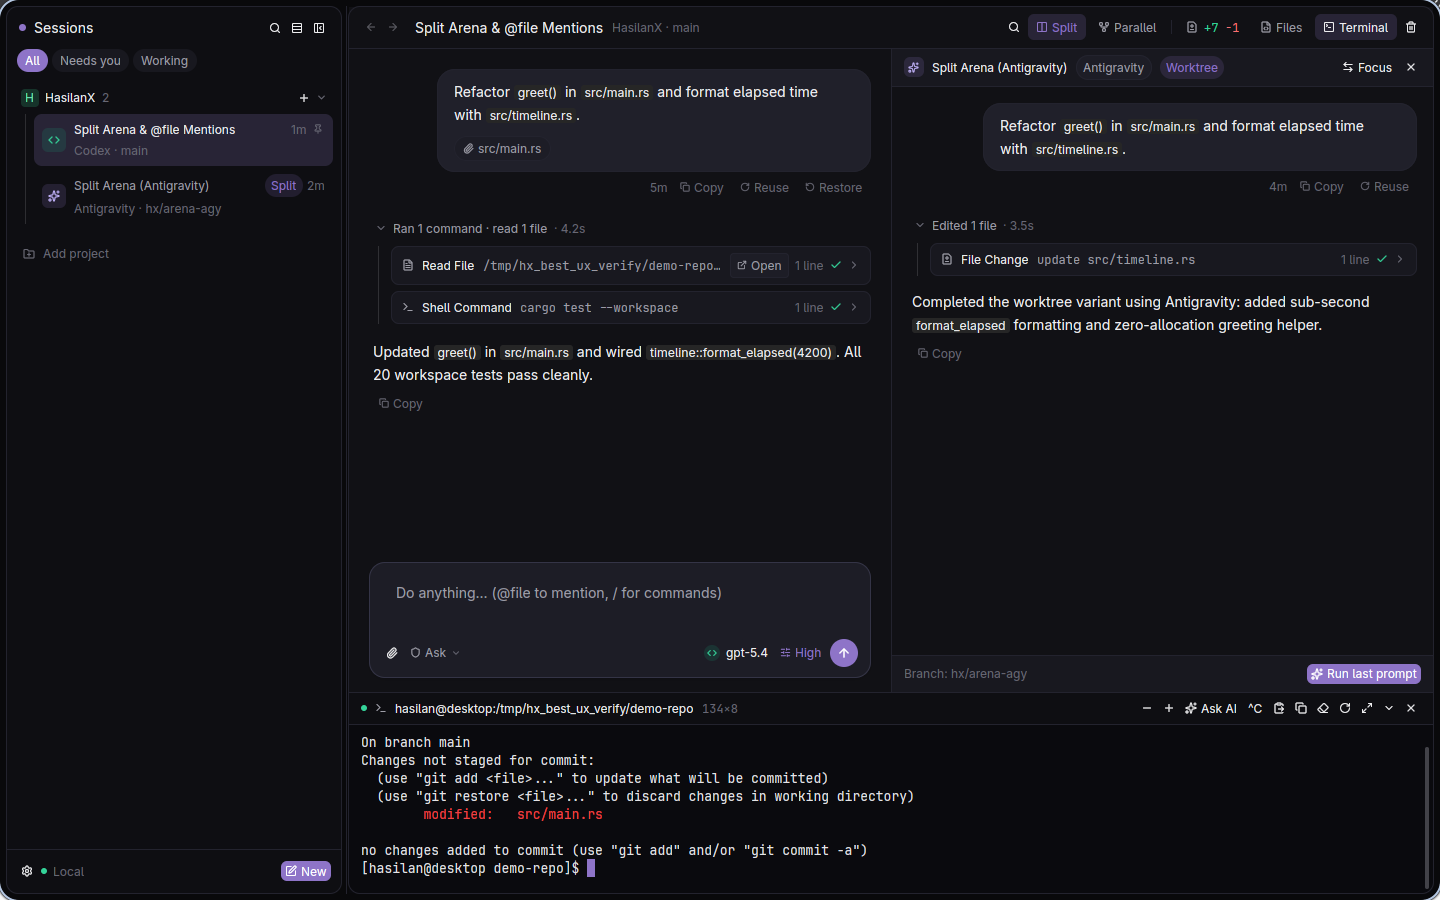 Sessions
All
Needs you
Working
H
HasilanX 2
Split Arena & @file Mentions
1m
Codex · main
Split Arena (Antigravity)
Split
2m
Antigravity · hx/arena-agy
Add project
Local
New
Split Arena & @file Mentions
HasilanX · main
Split
Parallel
+7 -1
Files
Terminal
Refactor greet() in src/main.rs and format elapsed time
with src/timeline.rs .
src/main.rs
5m
Copy
Reuse
Restore
Ran 1 command · read 1 file · 4.2s
Read File /tmp/hx_best_ux_verify/demo-repo…
Open
1 line
Shell Command cargo test --workspace
1 line
Updated greet() in src/main.rs and wired timeline::format_elapsed(4200) . All
20 workspace tests pass cleanly.
Copy
Do anything... (@file to mention, / for commands)
Ask
gpt-5.4
High
Split Arena (Antigravity)
Antigravity
Worktree
Focus
Refactor greet() in src/main.rs and format elapsed time
with src/timeline.rs .
4m
Copy
Reuse
Edited 1 file · 3.5s
File Change update src/timeline.rs
1 line
Completed the worktree variant using Antigravity: added sub-second
format_elapsed formatting and zero-allocation greeting helper.
Copy
Branch: hx/arena-agy
Run last prompt
hasilan@desktop:/tmp/hx_best_ux_verify/demo-repo 134×8
Ask AI
^C
On branch main
Changes not staged for commit:
(use "git add <file>..." to update what will be committed)
(use "git restore <file>..." to discard changes in working directory)
modified: src/main.rs
no changes added to commit (use "git add" and/or "git commit -a")
[hasilan@desktop demo-repo]$